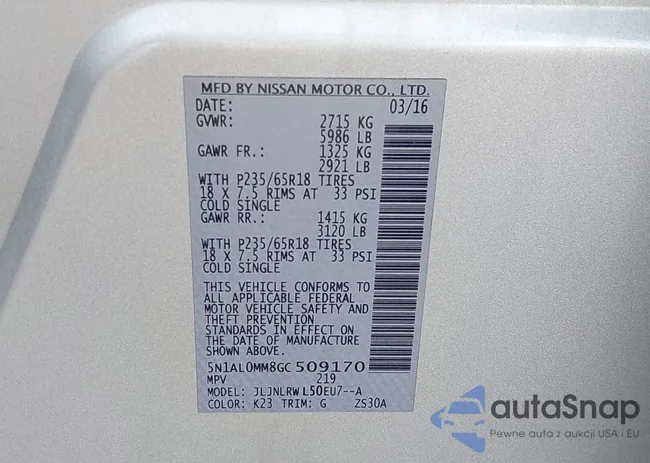 MFD BY NISSAN MOTOR CO., LTD.
DATE: 03/16
GVWR: 2715 KG
5986 LB
GAWR FR.: 1325 KG
2921 LB
WITH P235/65R18 TIRES
18 X 7.5 RIMS AT 33 PSI
COLD SINGLE
GAWR RR.: 1415 KG
3120 LB
WITH P235/65R18 TIRES
18 X 7.5 RIMS AT 33 PSI
COLD SINGLE
THIS VEHICLE CONFORMS TO
ALL APPLICABLE FEDERAL
MOTOR VEHICLE SAFETY AND
THEFT PREVENTION
STANDARDS IN EFFECT ON
THE DATE OF MANUFACTURE
SHOWN ABOVE.
5N1AL0MM8GC 509170
MPV 219
MODEL: JLJNLRW L50EU7--A
COLOR: K23 TRIM: G ZS30A
autaSnap
Pewne auta z aukcji USA i EU